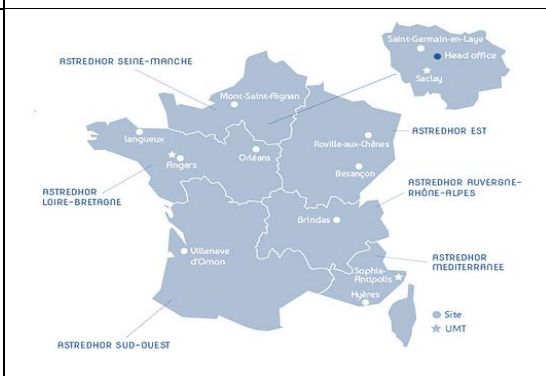 Saint-Germain-en-Laye
Head office
Saclay
ASTREDHOR SEINE-MANCHE
Mont-Saint-Aignan
langueux
Angers
Orléans
Roville-aux-Chênes
ASTREDHOR EST
Besançon
ASTREDHOR
LOIRE-BRETAGNE
ASTREDHOR AUVERGNE-
RHÔNE-ALPES
Brindas
Villenave
d'Ornon
ASTREDHOR
MEDITERRANEE
Sophia-
Antipolis
Hyères
Site
UMT
ASTREDHOR SUD-OUEST